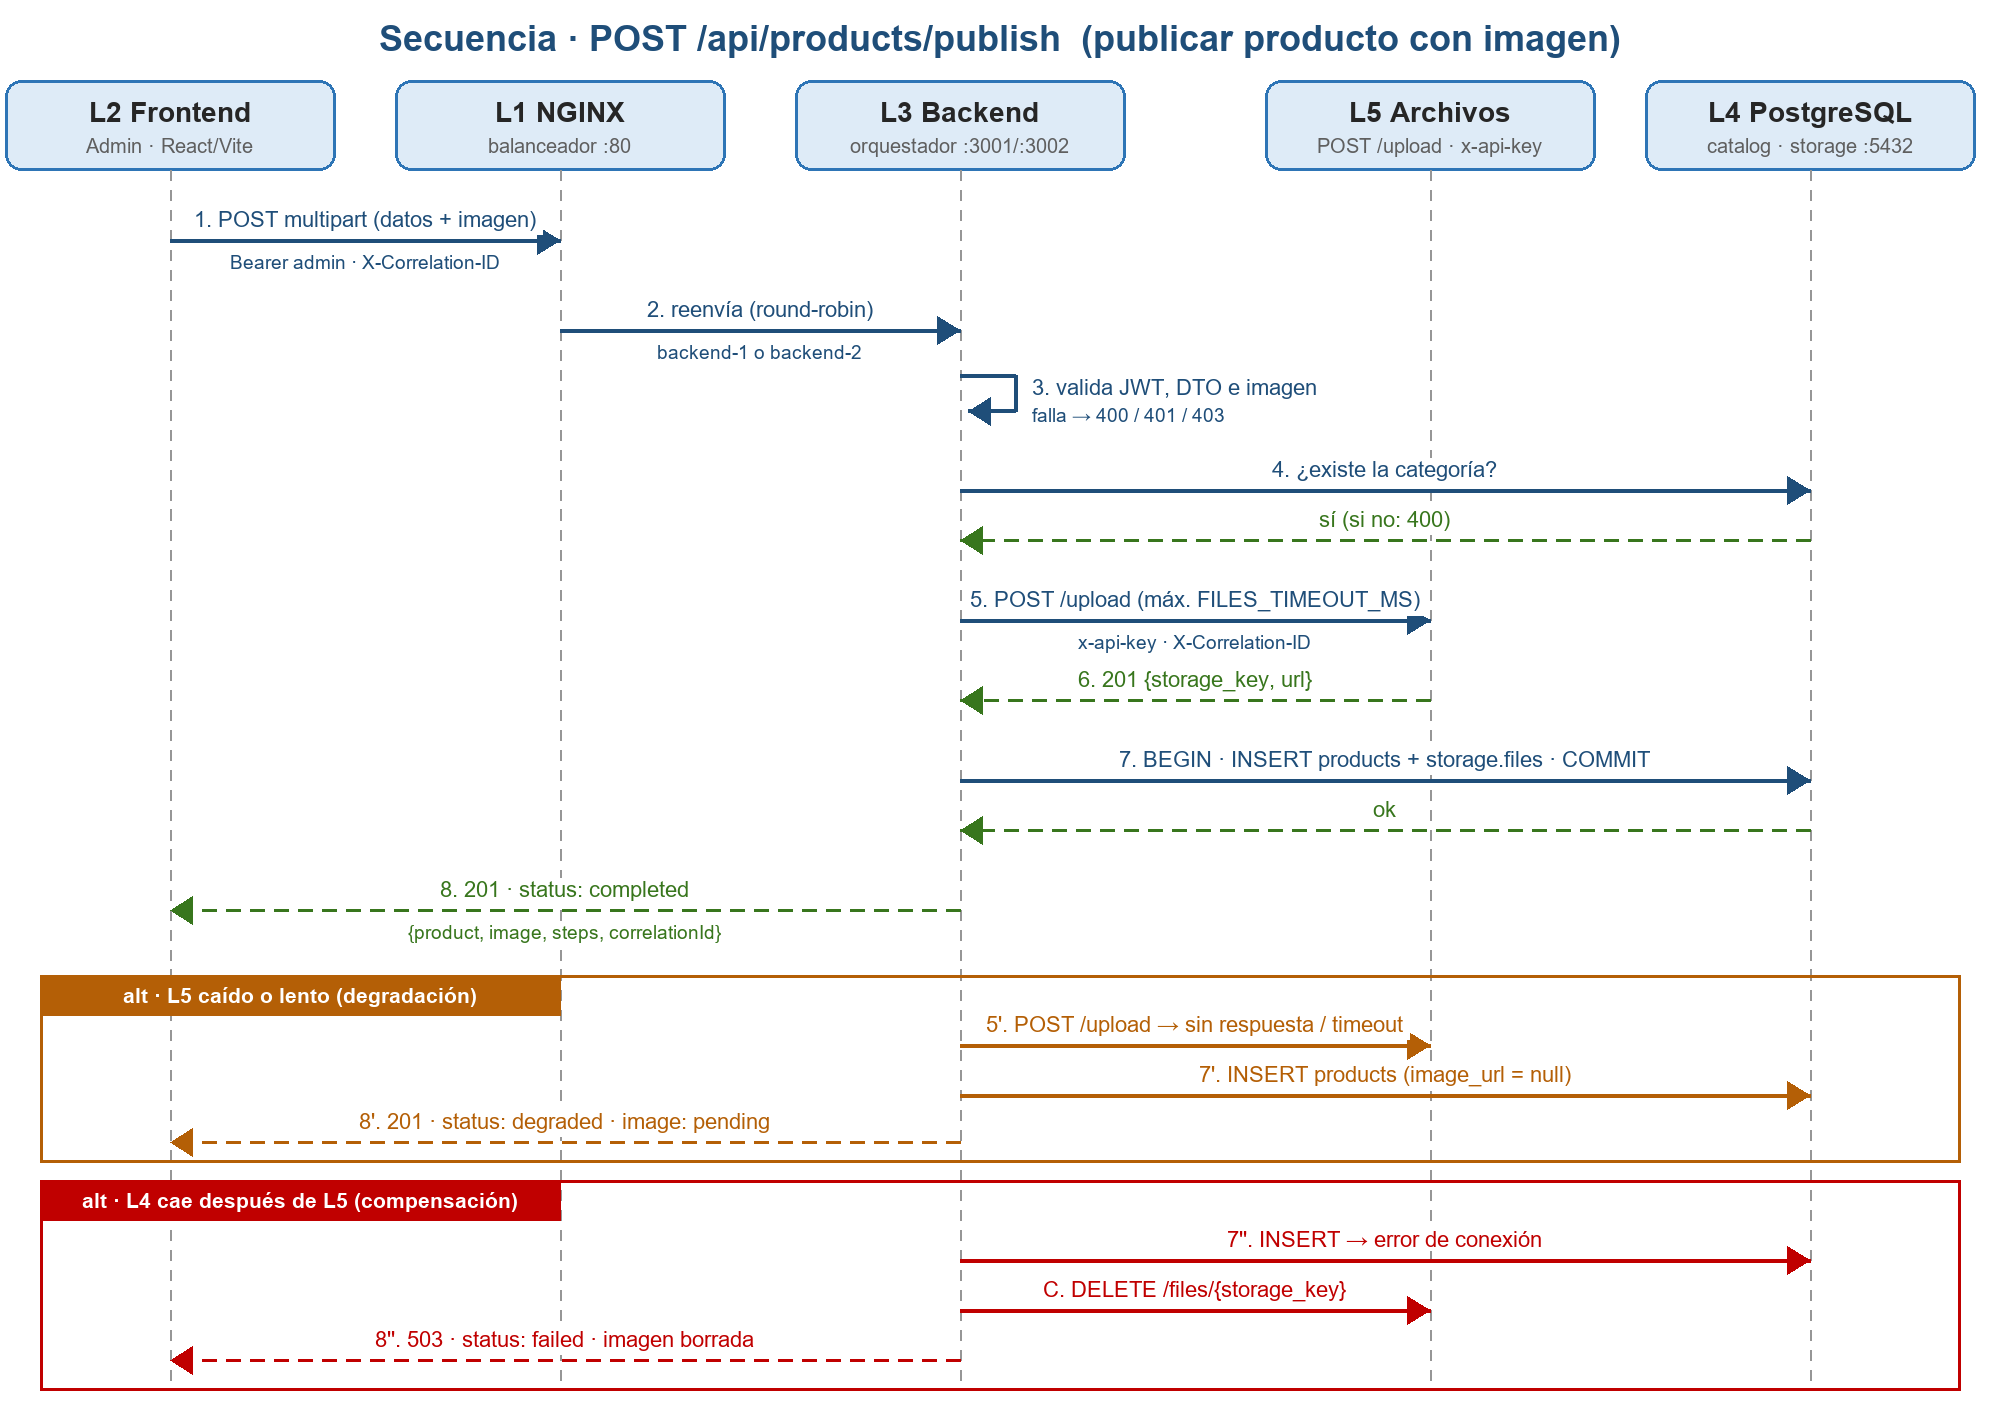 Secuencia · POST /api/products/publish (publicar producto con imagen)
L2 Frontend
Admin · React/Vite
L1 NGINX
balanceador :80
L3 Backend
orquestador :3001/:3002
L5 Archivos
POST /upload · x-api-key
L4 PostgreSQL
catalog · storage :5432
1. POST multipart (datos + imagen)
Bearer admin · X-Correlation-ID
2. reenvía (round-robin)
backend-1 o backend-2
3. valida JWT, DTO e imagen
falla → 400 / 401 / 403
4. ¿existe la categoría?
sí (si no: 400)
5. POST /upload (máx. FILES_TIMEOUT_MS)
x-api-key · X-Correlation-ID
6. 201 {storage_key, url}
7. BEGIN · INSERT products + storage.files · COMMIT
ok
8. 201 · status: completed
{product, image, steps, correlationId}
alt · L5 caído o lento (degradación)
5'. POST /upload → sin respuesta / timeout
7'. INSERT products (image_url = null)
8'. 201 · status: degraded · image: pending
alt · L4 cae después de L5 (compensación)
7''. INSERT → error de conexión
C. DELETE /files/{storage_key}
8''. 503 · status: failed · imagen borrada